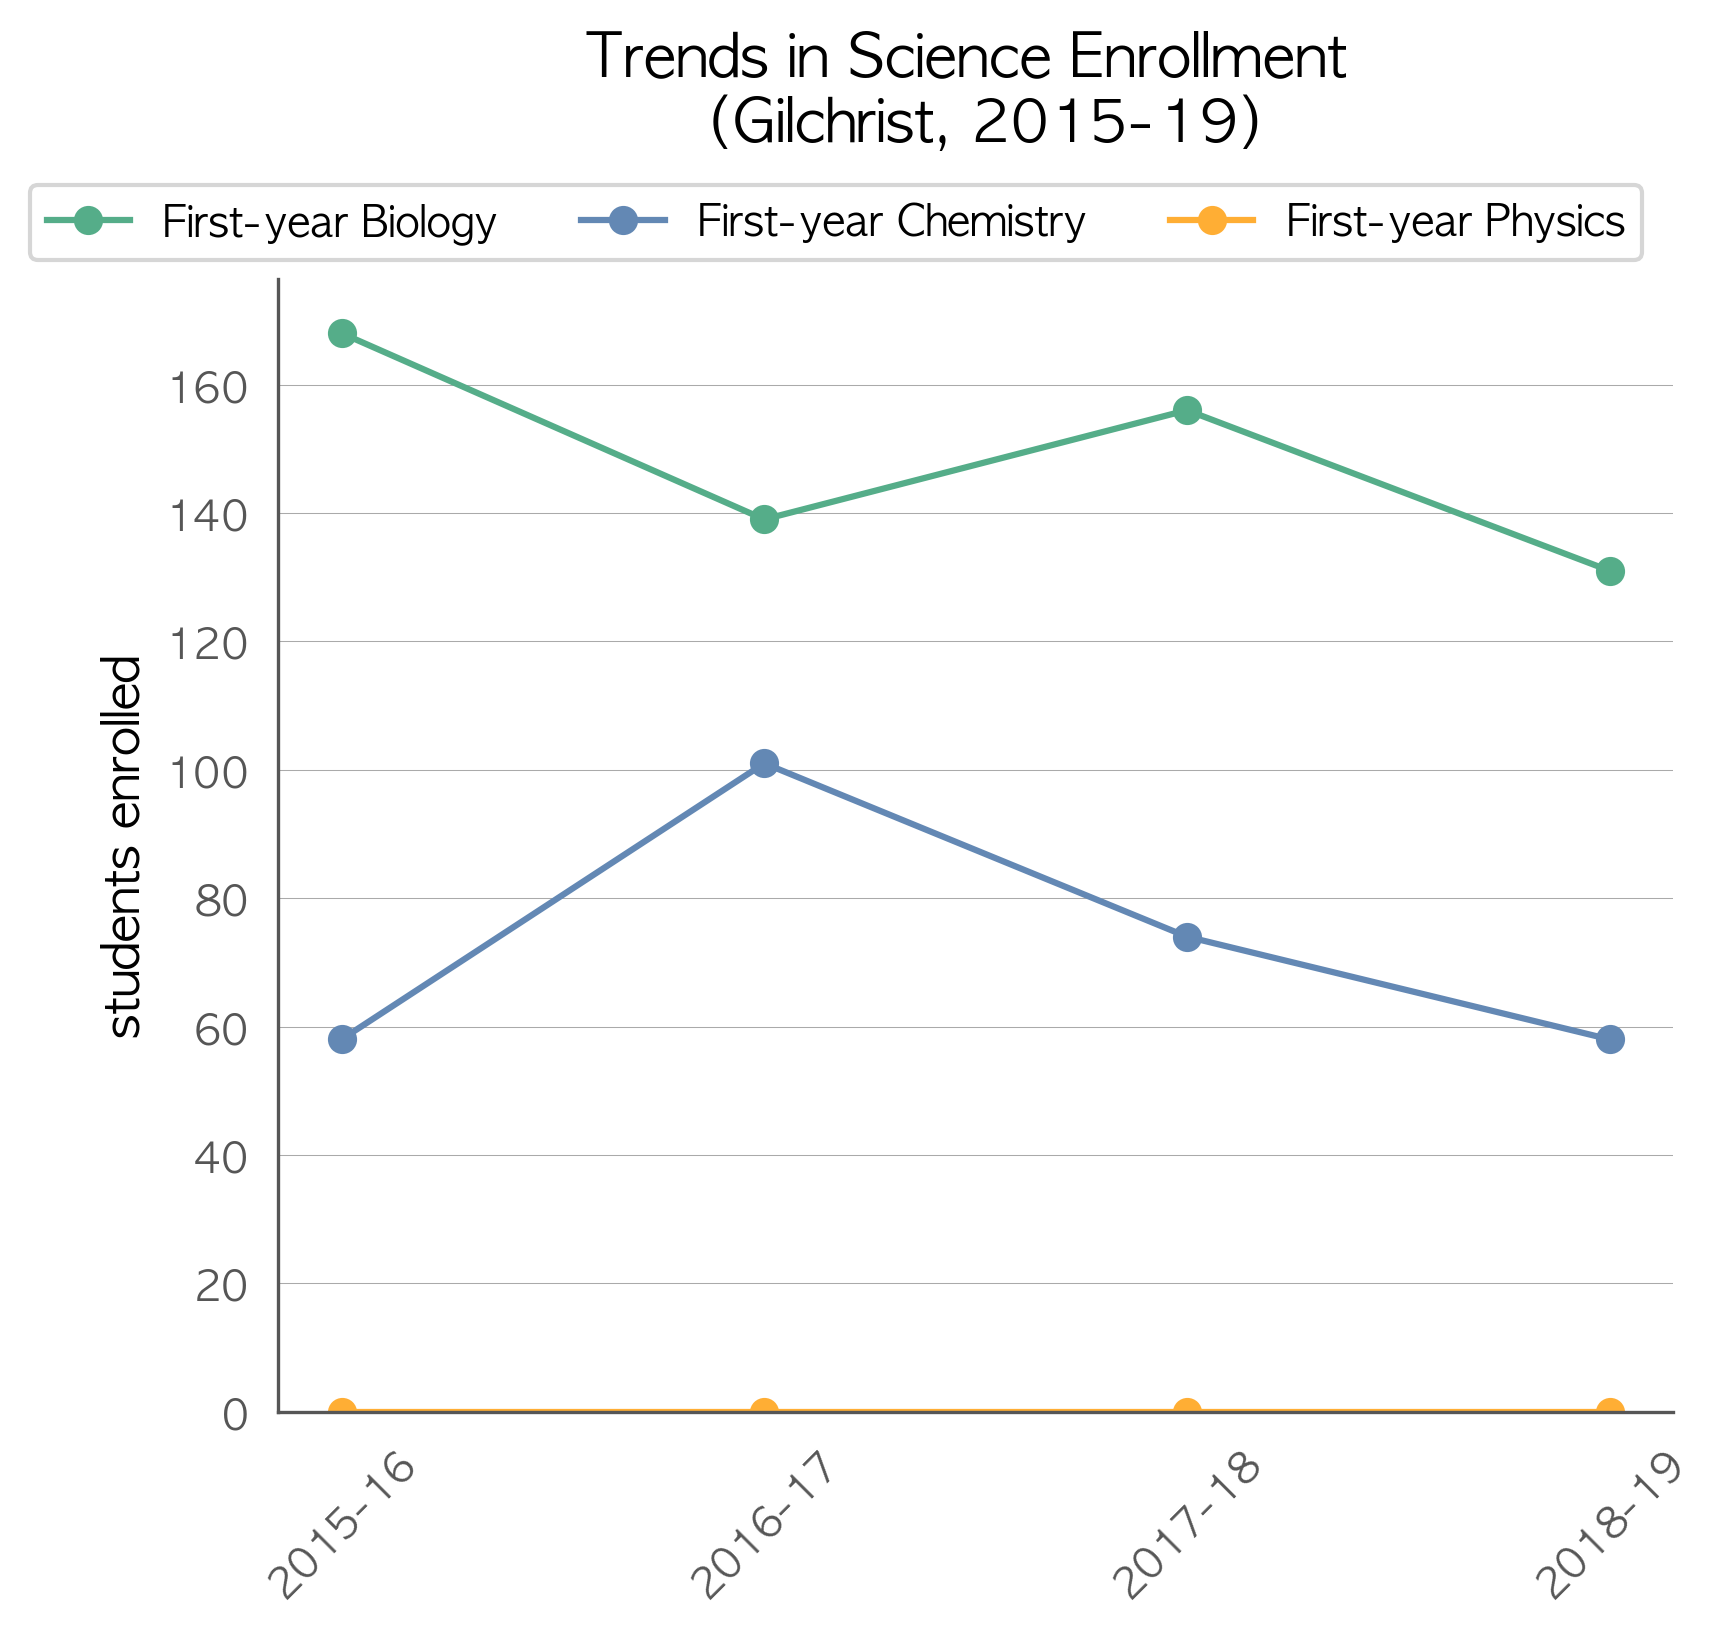 Trends in Science Enrollment
(Gilchrist, 2015-19)
First-year Biology
First-year Chemistry
First-year Physics
students enrolled
160
140
120
100
80
60
40
20
0
2015-16
2016-17
2017-18
2018-19